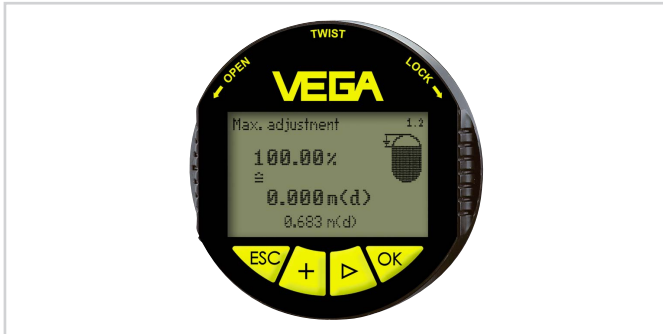 TWIST
OPEN
LOCK
VEGA
Max. adjustment 1.2
100.00%
≙
0.000m(d)
0.683 m(d)
ESC + ▷ OK